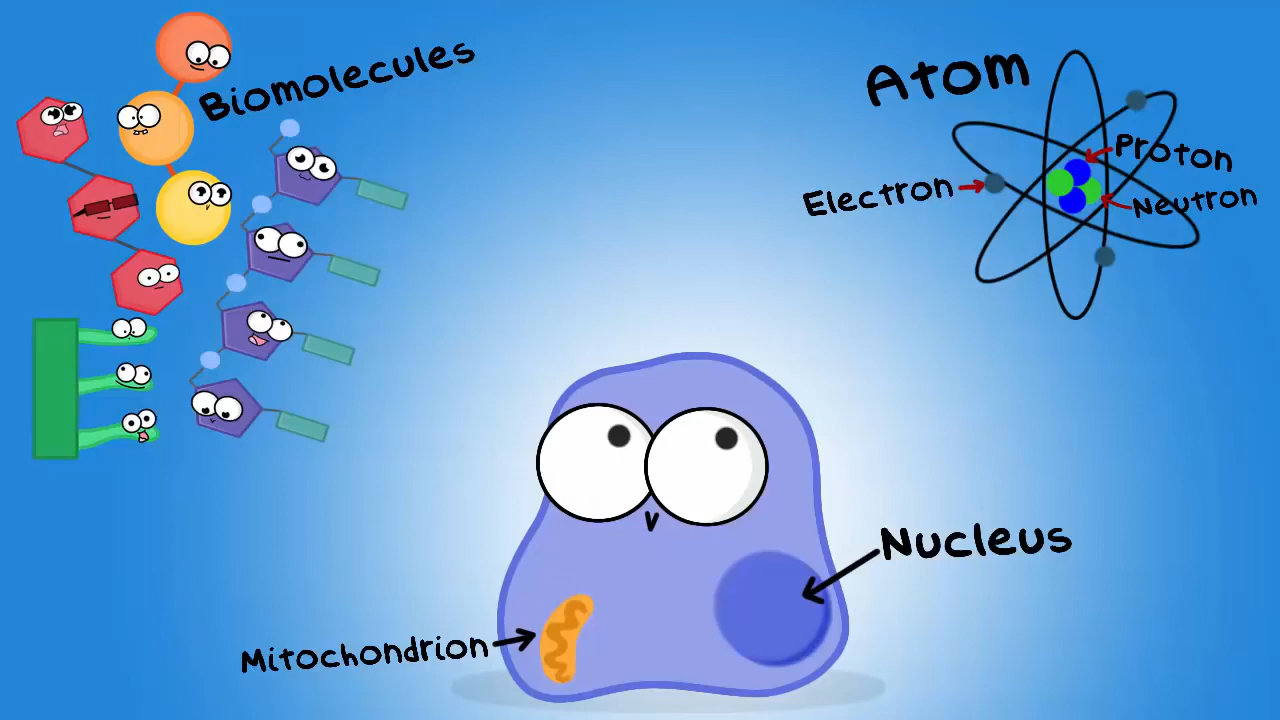 Biomolecules
Atom
Proton
Electron
Neutron
Nucleus
Mitochondrion